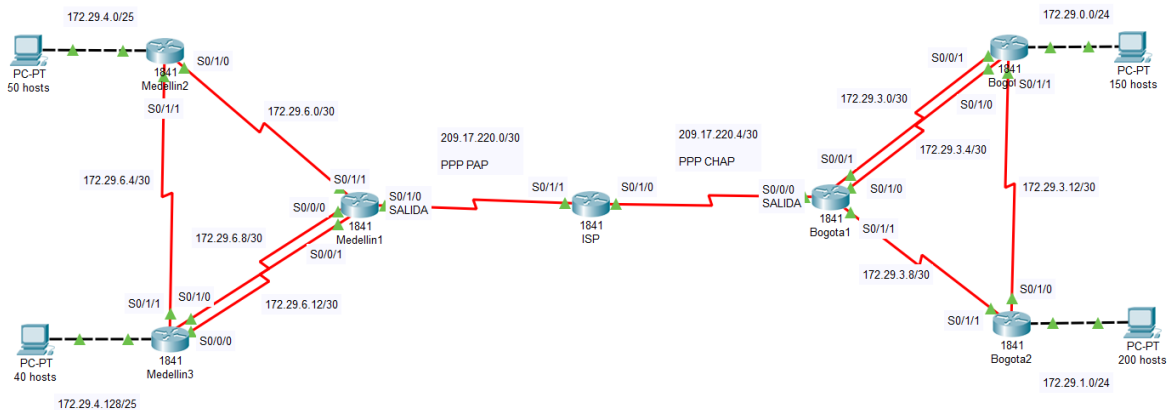 172.29.4.0/25
PC-PT
50 hosts
1841
Medellin2
S0/1/0
S0/1/1
172.29.6.0/30
172.29.6.4/30
S0/1/1
S0/1/0
SALIDA
S0/0/0
S0/0/1
1841
Medellin1
172.29.6.8/30
172.29.6.12/30
S0/1/1
S0/1/0
S0/0/0
PC-PT
40 hosts
1841
Medellin3
172.29.4.128/25
209.17.220.0/30
PPP PAP
S0/1/1
S0/1/0
1841
ISP
209.17.220.4/30
PPP CHAP
S0/0/0
SALIDA
S0/0/1
S0/1/0
S0/1/1
1841
Bogota1
172.29.3.0/30
172.29.3.4/30
S0/0/1
S0/1/0
172.29.0.0/24
1841
Bogot
S0/1/1
PC-PT
150 hosts
172.29.3.12/30
172.29.3.8/30
S0/1/0
S0/1/1
1841
Bogota2
PC-PT
200 hosts
172.29.1.0/24